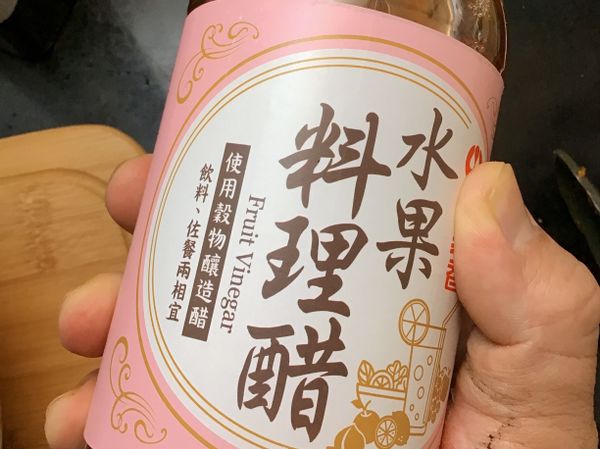 水果
料理醋
Fruit Vinegar
使用穀物釀造醋
飲料、佐餐兩相宜